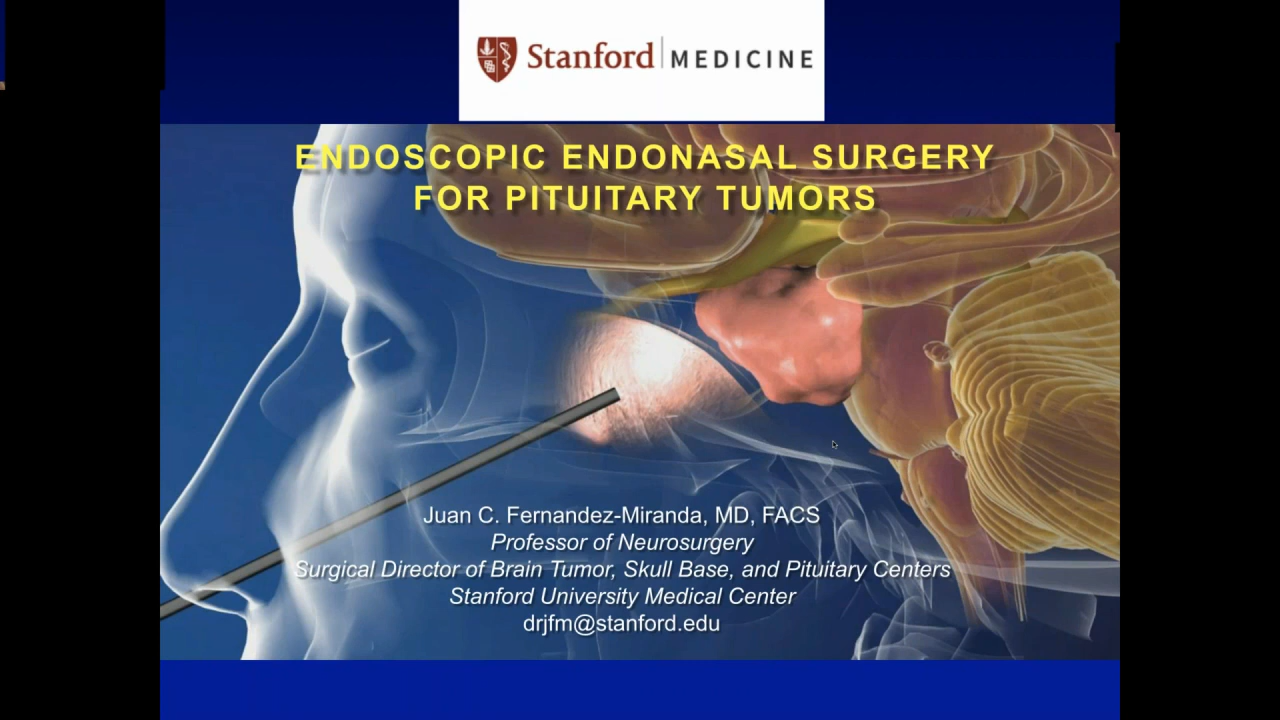 Stanford MEDICINE
ENDOSCOPIC ENDONASAL SURGERY
FOR PITUITARY TUMORS
Juan C. Fernandez-Miranda, MD, FACS
Professor of Neurosurgery
Surgical Director of Brain Tumor, Skull Base, and Pituitary Centers
Stanford University Medical Center
drjfm@stanford.edu